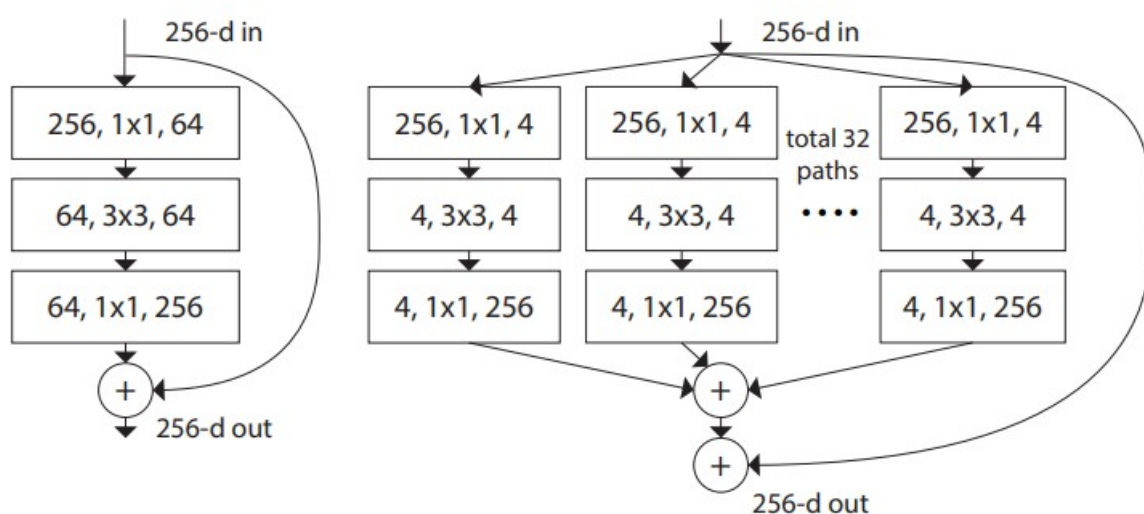 256-d in
256, 1x1, 64
64, 3x3, 64
64, 1x1, 256
+
256-d out
256-d in
256, 1x1, 4
256, 1x1, 4
total 32
paths
256, 1x1, 4
4, 3x3, 4
4, 3x3, 4
....
4, 3x3, 4
4, 1x1, 256
4, 1x1, 256
4, 1x1, 256
+
+
256-d out